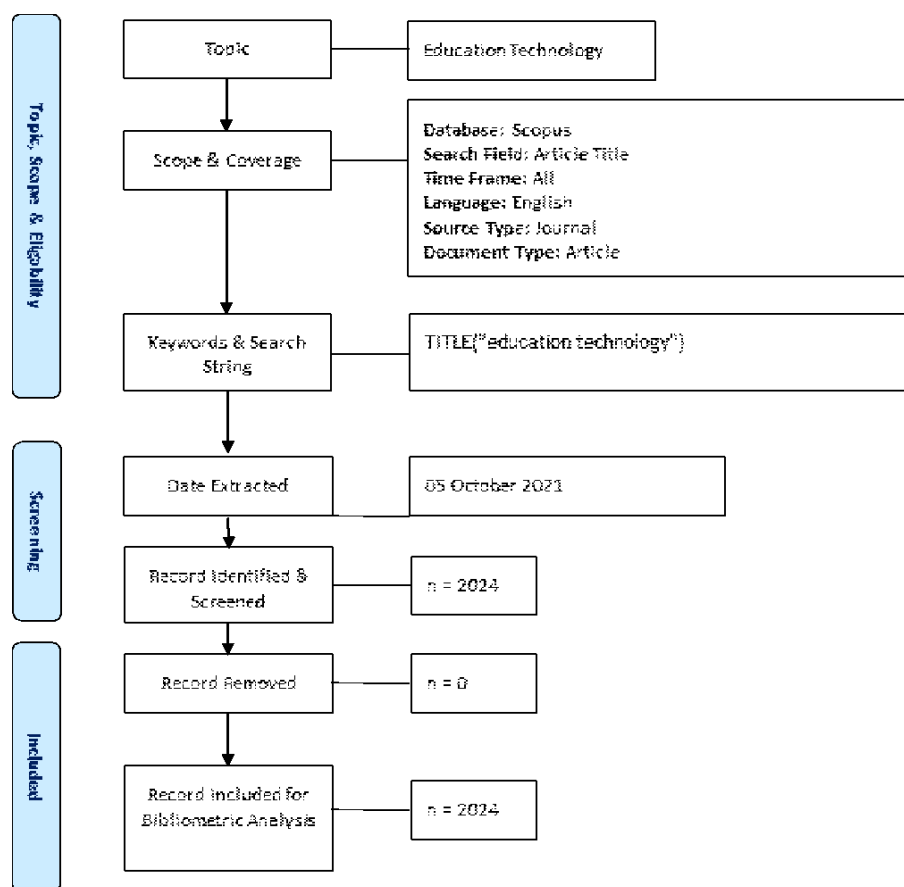 Topic, Scope & Eligability
Topic
Education Technology
Scope & Coverage
Database: Scopus
Search Field: Article Title
Time Frame: All
Language: English
Source Type: Journal
Document Type: Article
Keywords & Search
String
TITLE("education technology")
Screening
Date Extracted
05 October 2021
Record Identified &
Screened
n = 2024
Included
Record Removed
n = 0
Record Included for
Bibliometric Analysis
n = 2024